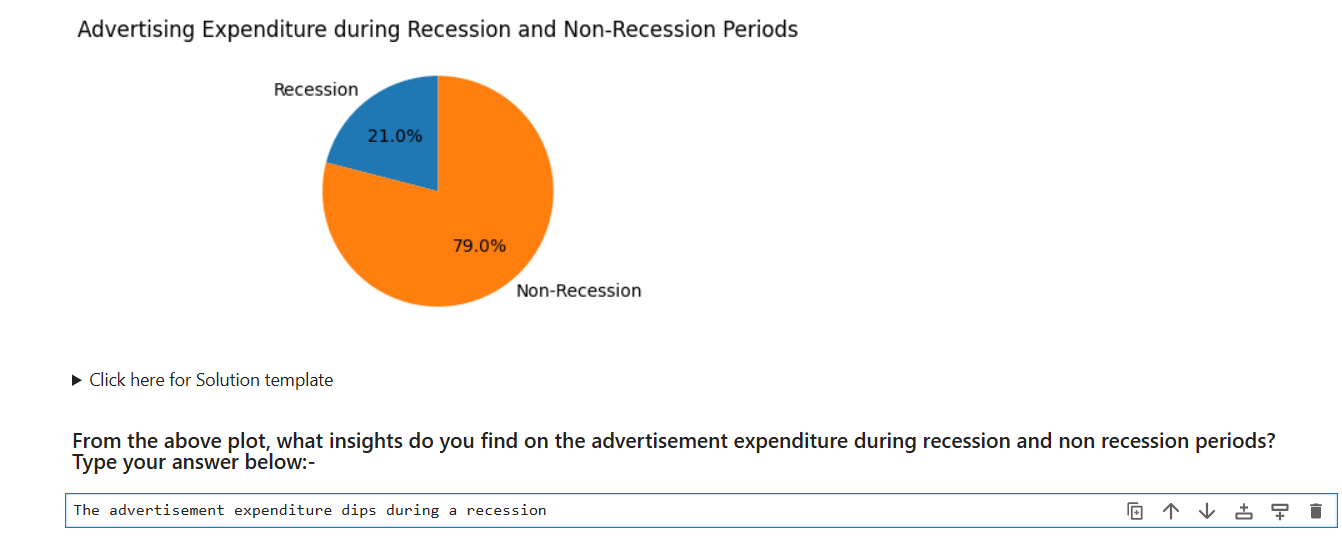 Advertising Expenditure during Recession and Non-Recession Periods
Recession
21.0%
79.0%
Non-Recession
Click here for Solution template
From the above plot, what insights do you find on the advertisement expenditure during recession and non recession periods?
Type your answer below:-
The advertisement expenditure dips during a recession